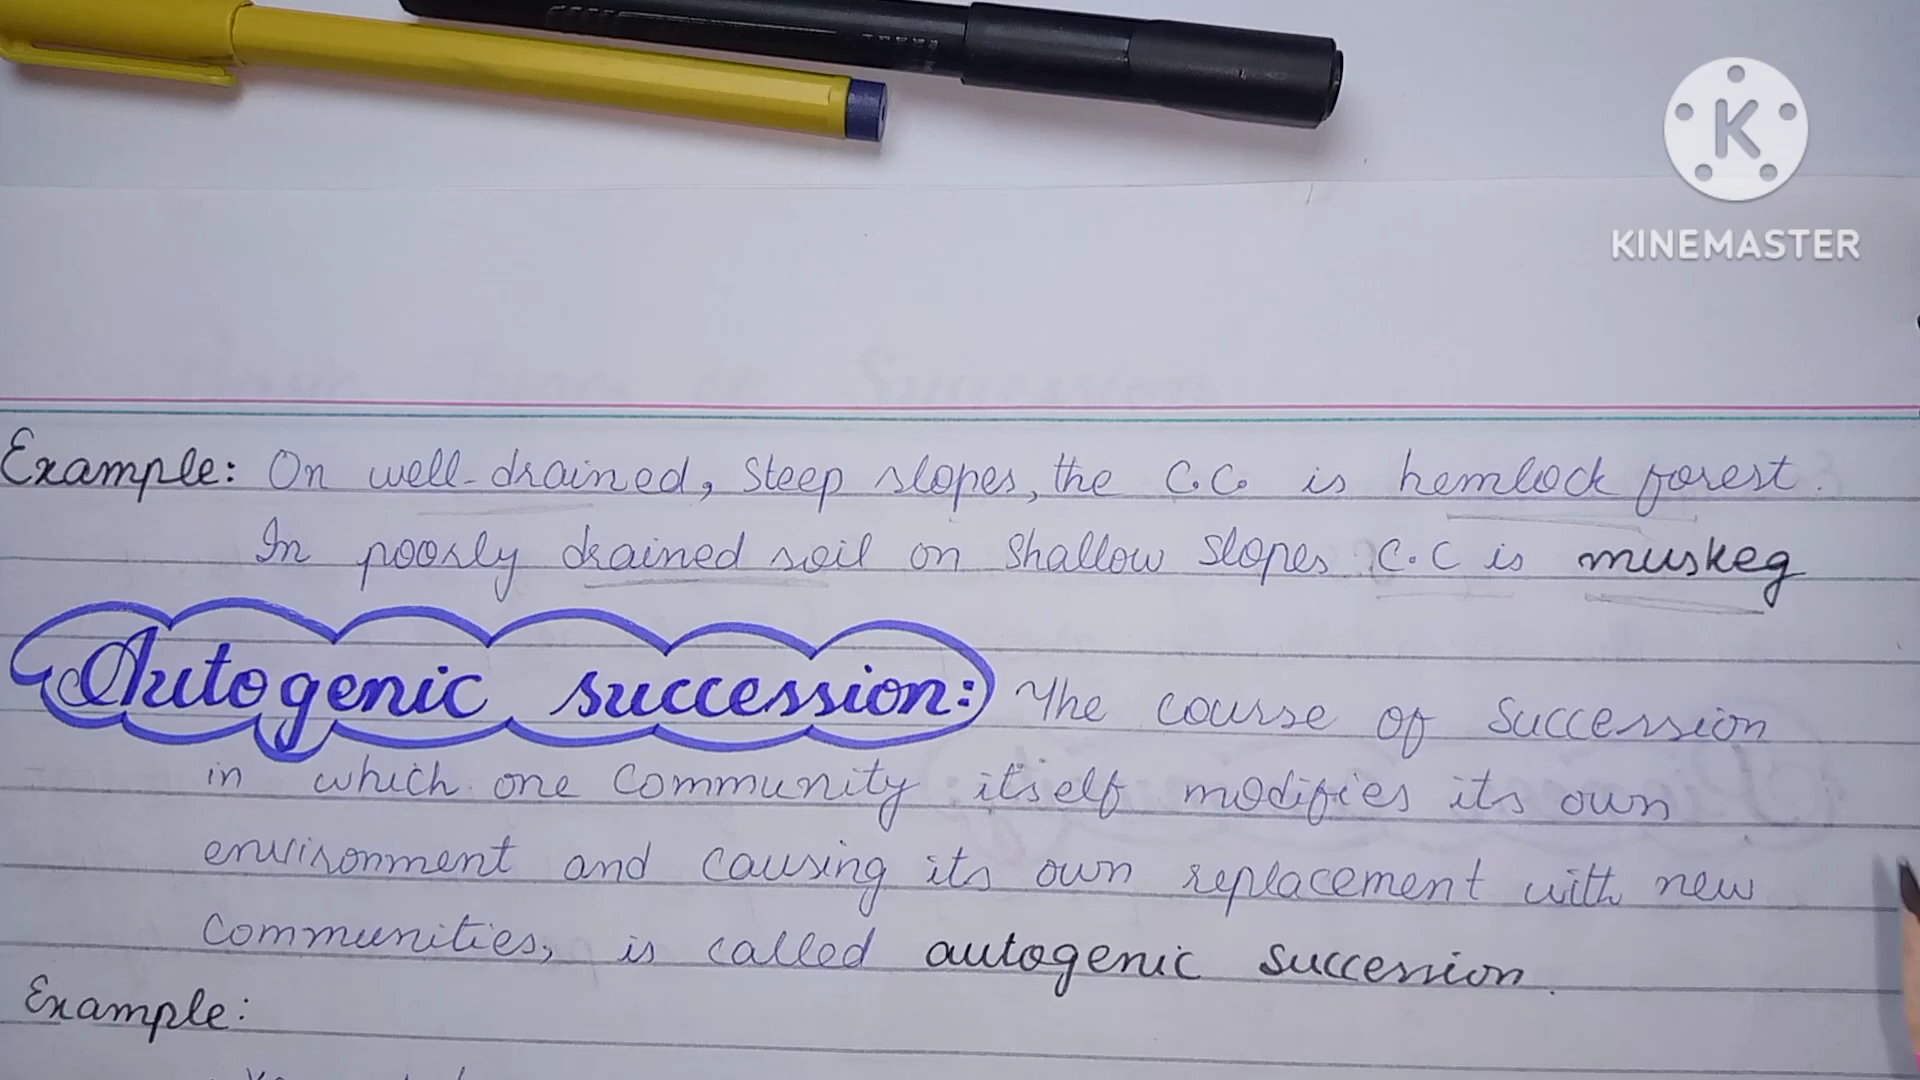 K
KINEMASTER
Example: On well-drained, steep slopes, the C.C. is hemlock forest.
In poorly drained soil on shallow slopes C.C is muskeg
Autogenic succession: The course of succession
in which one community itself modifies its own
environment and causing its own replacement with new
communities, is called autogenic succession.
Example: